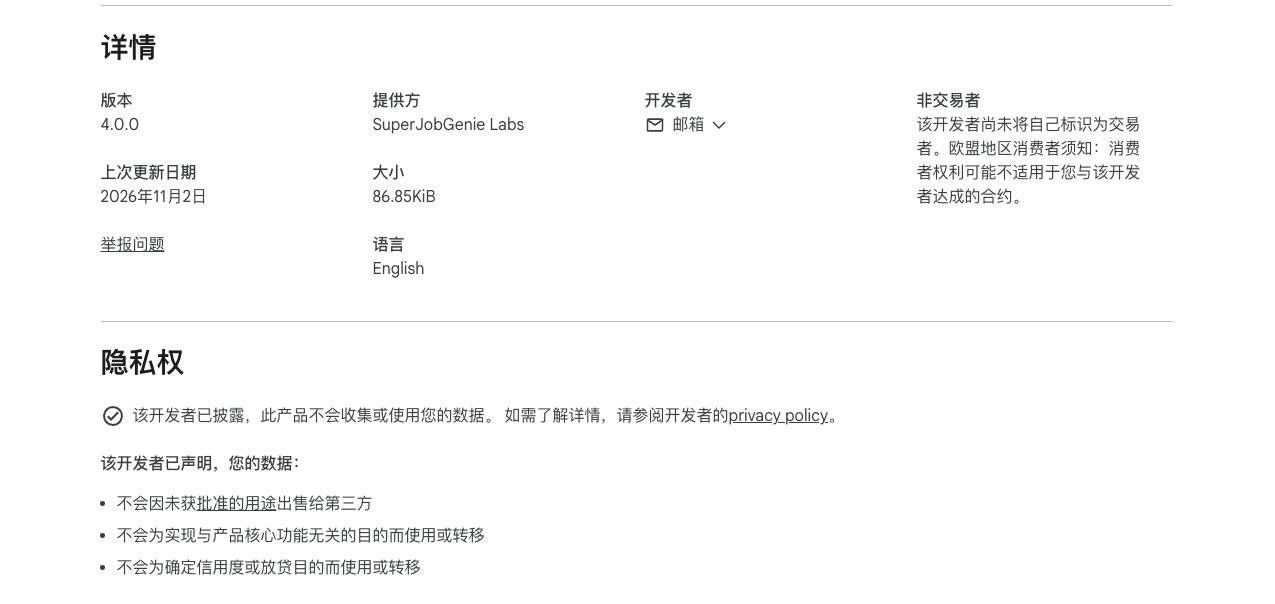 详情
版本
4.0.0
提供方
SuperJobGenie Labs
开发者
邮箱
非交易者
该开发者尚未将自己标识为交易
者。欧盟地区消费者须知：消费
者权利可能不适用于您与该开发
者达成的合约。
上次更新日期
2026年11月2日
大小
86.85KiB
举报问题
语言
English
隐私权
该开发者已披露，此产品不会收集或使用您的数据。 如需了解详情，请参阅开发者的privacy policy。
该开发者已声明，您的数据：
• 不会因未获批准的用途出售给第三方
• 不会为实现与产品核心功能无关的目的而使用或转移
• 不会为确定信用度或放贷目的而使用或转移